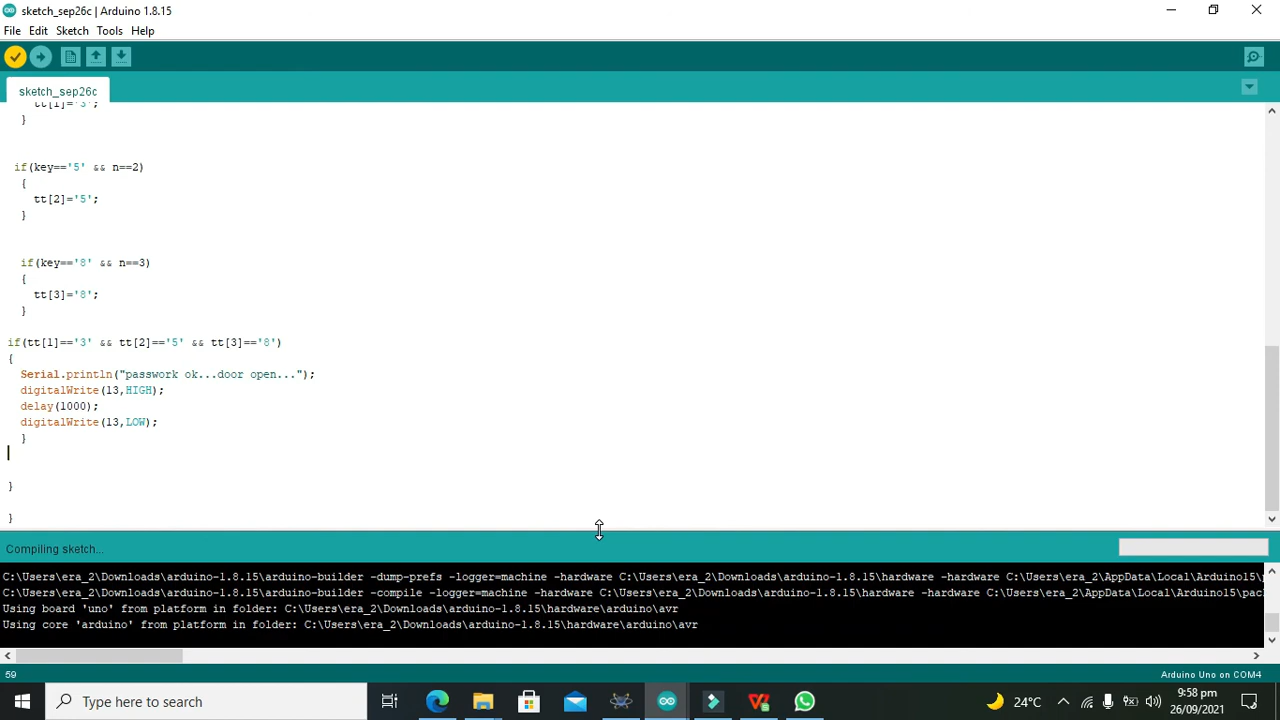 sketch_sep26c | Arduino 1.8.15
File Edit Sketch Tools Help
sketch_sep26c
tt[1]='3';
}
if(key=='5' && n==2)
{
tt[2]='5';
}
if(key=='8' && n==3)
{
tt[3]='8';
}
if(tt[1]=='3' && tt[2]=='5' && tt[3]=='8')
{
Serial.println("passwork ok...door open...");
digitalWrite(13,HIGH);
delay(1000);
digitalWrite(13,LOW);
}
}
}
Compiling sketch...
C:\Users\era_2\Downloads\arduino-1.8.15\arduino-builder -dump-prefs -logger=machine -hardware C:\Users\era_2\Downloads\arduino-1.8.15\hardware -hardware C:\Users\era_2\AppData\Local\Arduino15\p
C:\Users\era_2\Downloads\arduino-1.8.15\arduino-builder -compile -logger=machine -hardware C:\Users\era_2\Downloads\arduino-1.8.15\hardware -hardware C:\Users\era_2\AppData\Local\Arduino15\pac
Using board 'uno' from platform in folder: C:\Users\era_2\Downloads\arduino-1.8.15\hardware\arduino\avr
Using core 'arduino' from platform in folder: C:\Users\era_2\Downloads\arduino-1.8.15\hardware\arduino\avr
59
Arduino Uno on COM4
Type here to search
24°C
9:58 pm
26/09/2021